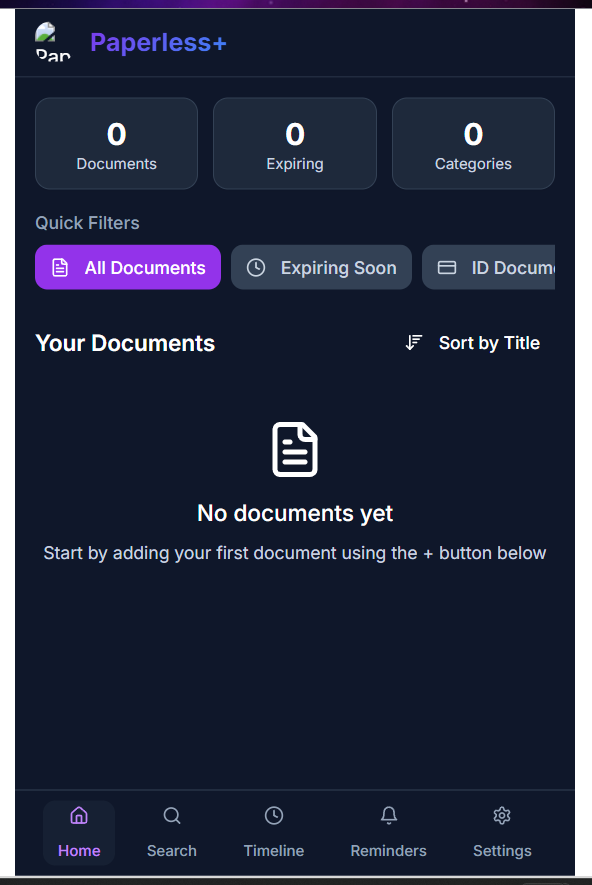 Pap
Paperless+
0 0 0
Documents Expiring Categories
Quick Filters
All Documents Expiring Soon ID Docum
Your Documents Sort by Title
No documents yet
Start by adding your first document using the + button below
Home Search Timeline Reminders Settings